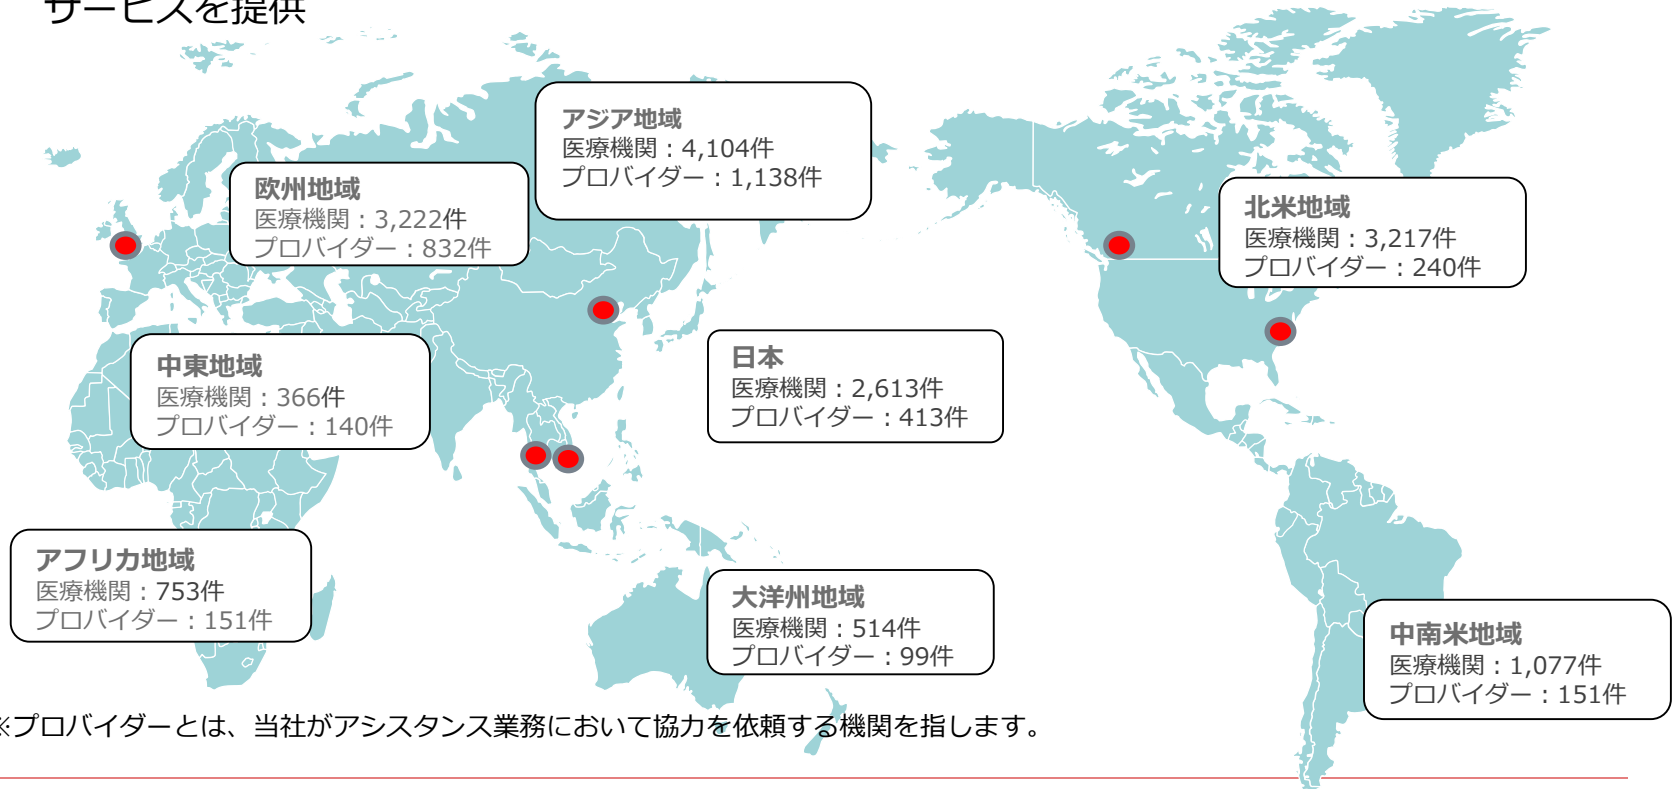 サービスを提供
アジア地域
医療機関：4,104件
プロバイダー：1,138件
欧州地域
医療機関：3,222件
プロバイダー：832件
北米地域
医療機関：3,217件
プロバイダー：240件
中東地域
医療機関：366件
プロバイダー：140件
日本
医療機関：2,613件
プロバイダー：413件
アフリカ地域
医療機関：753件
プロバイダー：151件
大洋州地域
医療機関：514件
プロバイダー：99件
中南米地域
医療機関：1,077件
プロバイダー：151件
※プロバイダーとは、当社がアシスタンス業務において協力を依頼する機関を指します。